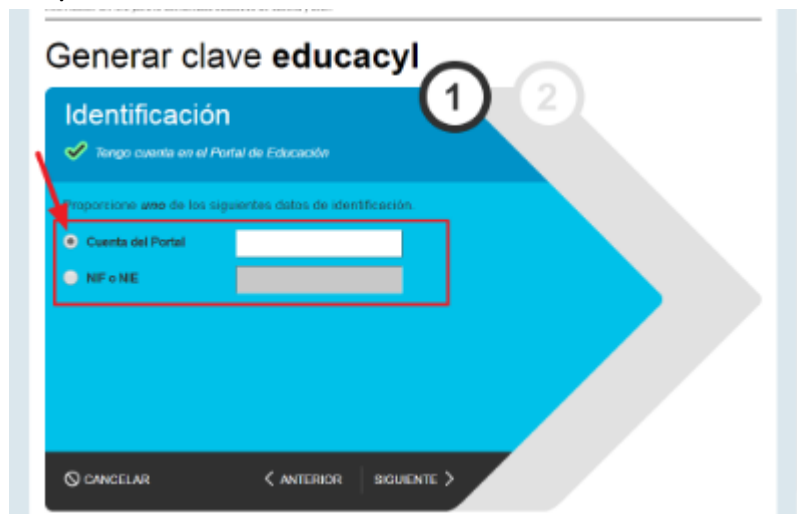 Generar clave educacyl
1
2
Identificación
Tengo cuenta en el Portal de Educación
Proporcione uno de los siguientes datos de identificación.
Cuenta del Portal
NIF o NIE
CANCELAR
ANTERIOR
SIGUIENTE